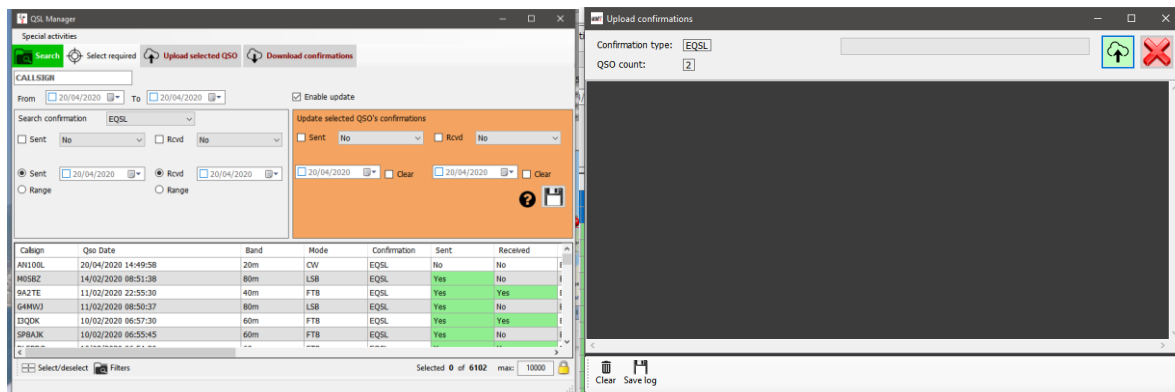 QSL Manager
Special activities
Search Select required Upload selected QSO Download confirmations
CALLSIGN
From 20/04/2020 To 20/04/2020 Enable update
Search confirmation EQSL
Sent No Rcvd No
Sent 20/04/2020 Rcvd 20/04/2020
Range Range
Update selected QSO's confirmations
Sent No Rcvd No
20/04/2020 Clear 20/04/2020 Clear
Callsign Qso Date Band Mode Confirmation Sent Received
AN100L 20/04/2020 14:49:58 20m CW EQSL No No
M0SBZ 14/02/2020 08:51:38 80m LSB EQSL Yes No
9A2TE 11/02/2020 22:55:30 40m FT8 EQSL Yes Yes
G4MWJ 11/02/2020 08:50:37 80m LSB EQSL Yes No
I3QDK 10/02/2020 06:57:30 60m FT8 EQSL Yes Yes
SP8AJK 10/02/2020 06:55:45 60m FT8 EQSL Yes No
Select/deselect Filters Selected 0 of 6102 max: 10000
Upload confirmations
Confirmation type: EQSL
QSO count: 2
Clear Save log